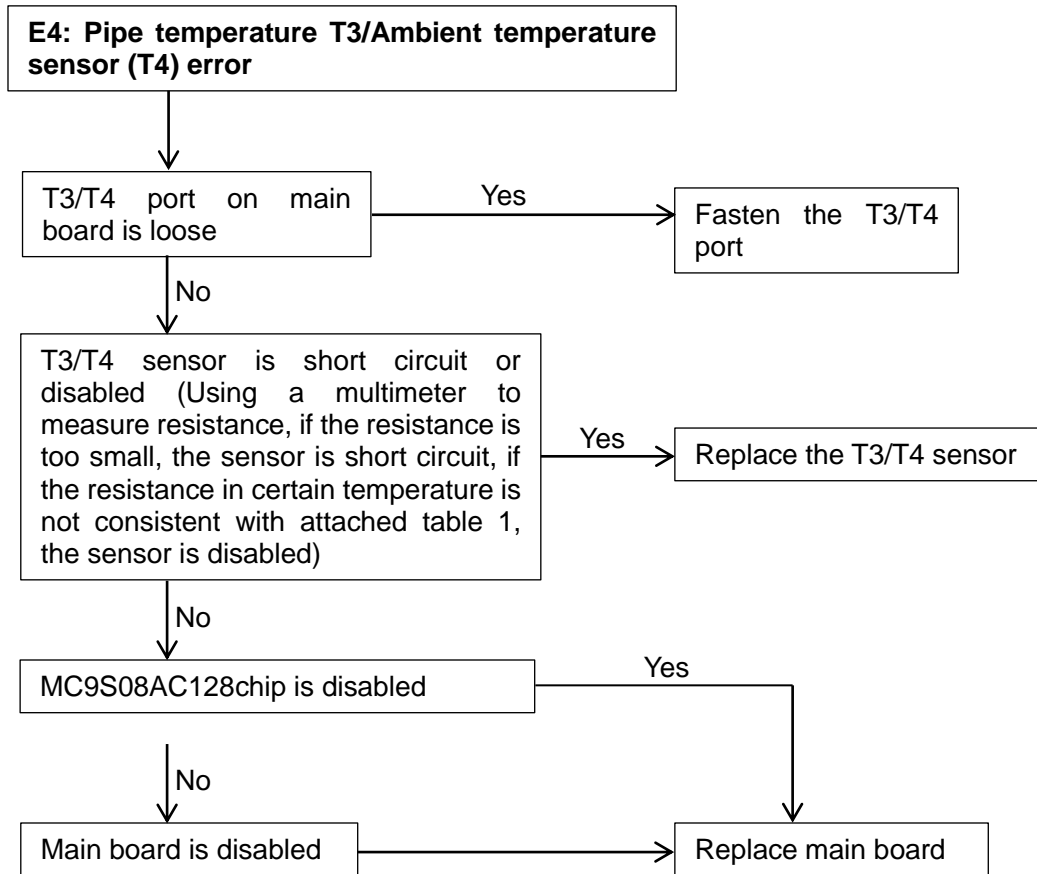 E4: Pipe temperature T3/Ambient temperature
sensor (T4) error
T3/T4 port on main
board is loose
Yes
Fasten the T3/T4
port
No
T3/T4 sensor is short circuit or
disabled (Using a multimeter to
measure resistance, if the resistance is
too small, the sensor is short circuit, if
the resistance in certain temperature is
not consistent with attached table 1,
the sensor is disabled)
Yes
Replace the T3/T4 sensor
No
MC9S08AC128chip is disabled
Yes
No
Main board is disabled
Replace main board